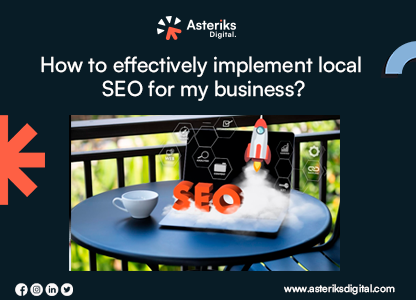 Asteriks
Digital.
How to effectively implement local
SEO for my business?
SEO
www.asteriksdigital.com